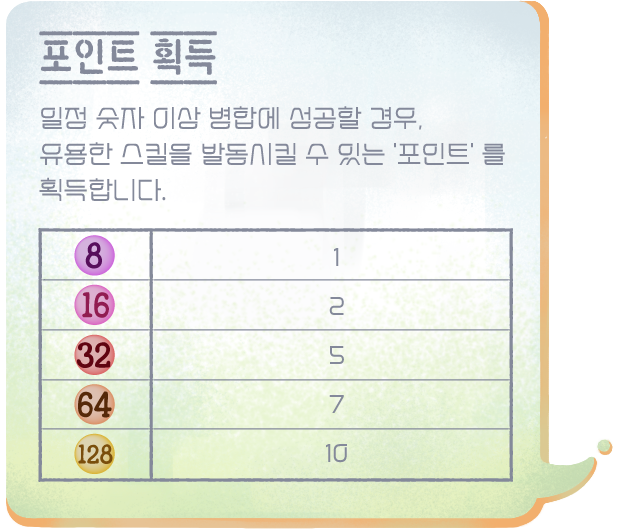 포인트 획득
일정 숫자 이상 병합에 성공할 경우,
유용한 스킬을 발동시킬 수 있는 '포인트' 를
획득합니다.
8 1
16 2
32 5
64 7
128 10